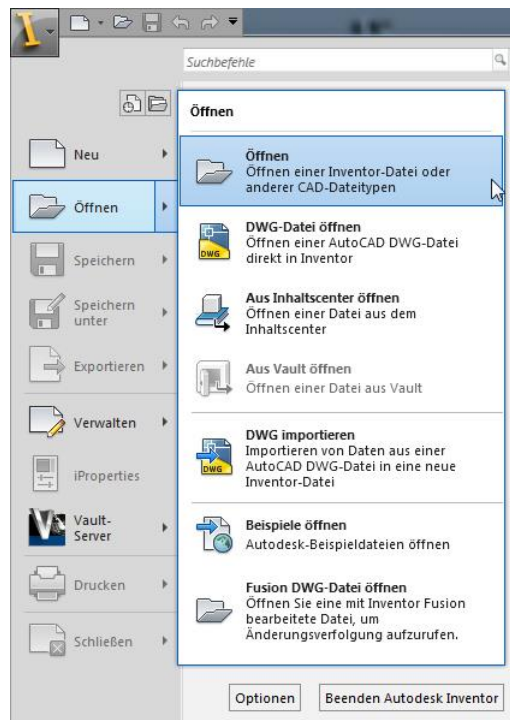 Suchbefehle
Öffnen
Neu
Öffnen
Speichern
Speichern
unter
Exportieren
Verwalten
iProperties
Vault-
Server
Drucken
Schließen
Öffnen
Öffnen einer Inventor-Datei oder
anderer CAD-Dateitypen
DWG-Datei öffnen
Öffnen einer AutoCAD DWG-Datei
direkt in Inventor
DWG
Aus Inhaltscenter öffnen
Öffnen einer Datei aus dem
Inhaltscenter
Aus Vault öffnen
Öffnen einer Datei aus Vault
DWG importieren
Importieren von Daten aus einer
AutoCAD DWG-Datei in eine neue
Inventor-Datei
DWG
Beispiele öffnen
Autodesk-Beispieldateien öffnen
Fusion DWG-Datei öffnen
Öffnen Sie eine mit Inventor Fusion
bearbeitete Datei, um
Änderungsverfolgung aufzurufen.
Optionen
Beenden Autodesk Inventor